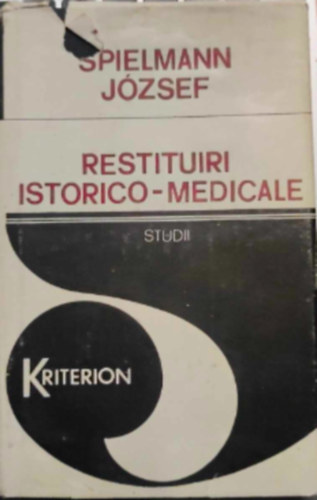 SPIELMANN
JÓZSEF
RESTITUIRI
ISTORICO-MEDICALE
STUDII
KRITERION